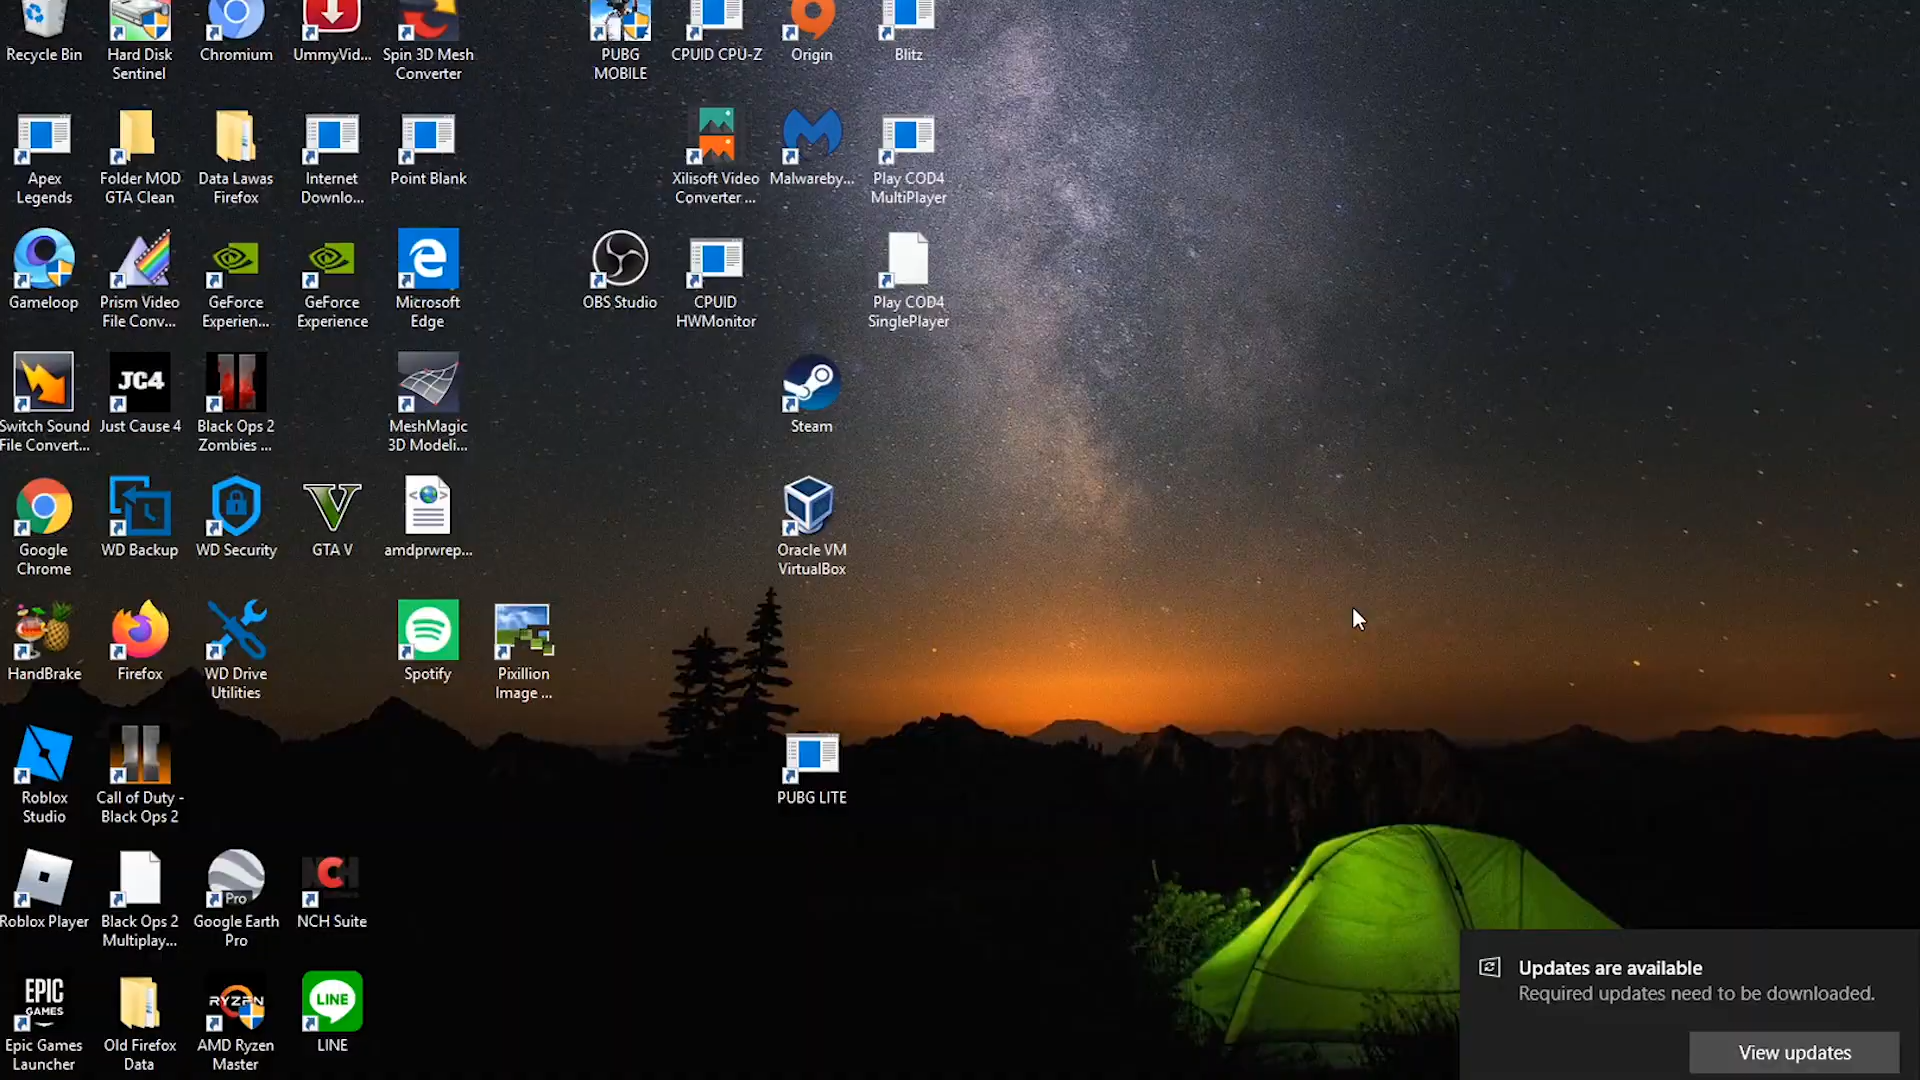 Recycle Bin
Hard Disk
Sentinel
Chromium
UmmyVid...
Spin 3D Mesh
Converter
PUBG
MOBILE
CPUID CPU-Z
Origin
Blitz
Apex
Legends
Folder MOD
GTA Clean
Data Lawas
Firefox
Internet
Downlo...
Point Blank
Xilisoft Video
Converter ...
Malwareby...
Play COD4
MultiPlayer
Gameloop
Prism Video
File Conv...
GeForce
Experien...
GeForce
Experience
Microsoft
Edge
OBS Studio
CPUID
HWMonitor
Play COD4
SinglePlayer
Switch Sound
File Convert...
JC4
Just Cause 4
Black Ops 2
Zombies ...
MeshMagic
3D Modeli...
Steam
Google
Chrome
WD Backup
WD Security
V
GTA V
amdprwrep...
Oracle VM
VirtualBox
HandBrake
Firefox
WD Drive
Utilities
Spotify
Pixillion
Image ...
Roblox
Studio
Call of Duty -
Black Ops 2
PUBG LITE
Roblox Player
Black Ops 2
Multiplay...
Pro
Google Earth
Pro
NCH
NCH Suite
EPIC
GAMES
Epic Games
Launcher
Old Firefox
Data
RYZEN
AMD Ryzen
Master
LINE
LINE
Updates are available
Required updates need to be downloaded.
View updates